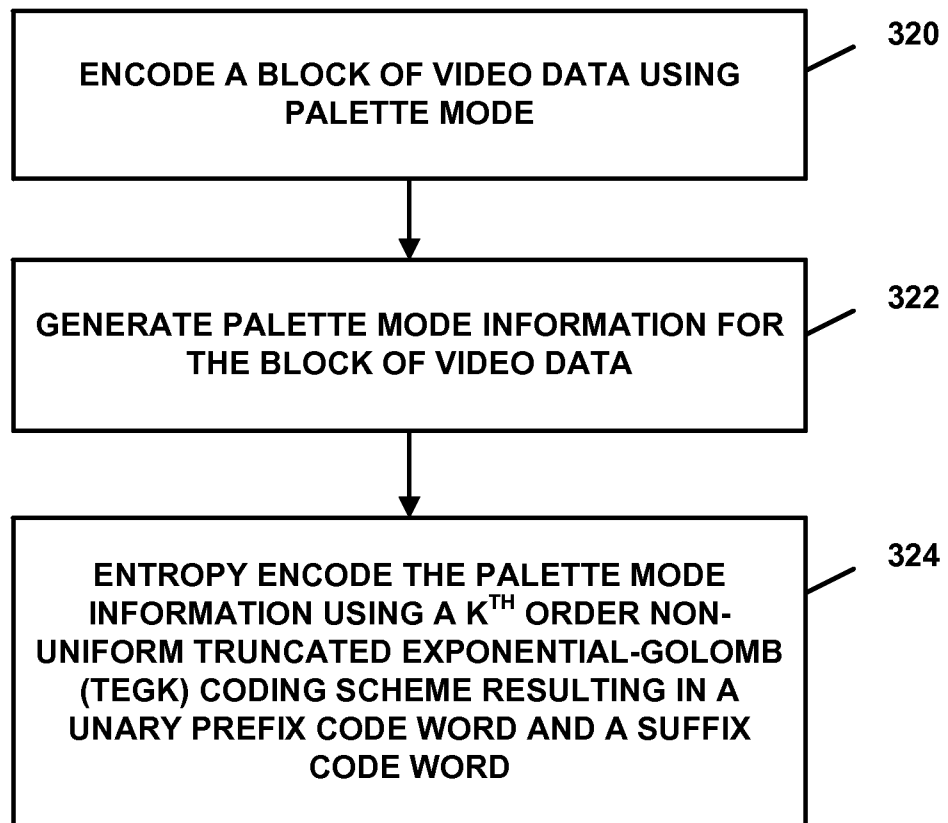 320
ENCODE A BLOCK OF VIDEO DATA USING
PALETTE MODE
322
GENERATE PALETTE MODE INFORMATION FOR
THE BLOCK OF VIDEO DATA
324
ENTROPY ENCODE THE PALETTE MODE
INFORMATION USING A KTH ORDER NON-
UNIFORM TRUNCATED EXPONENTIAL-GOLOMB
(TEGK) CODING SCHEME RESULTING IN A
UNARY PREFIX CODE WORD AND A SUFFIX
CODE WORD